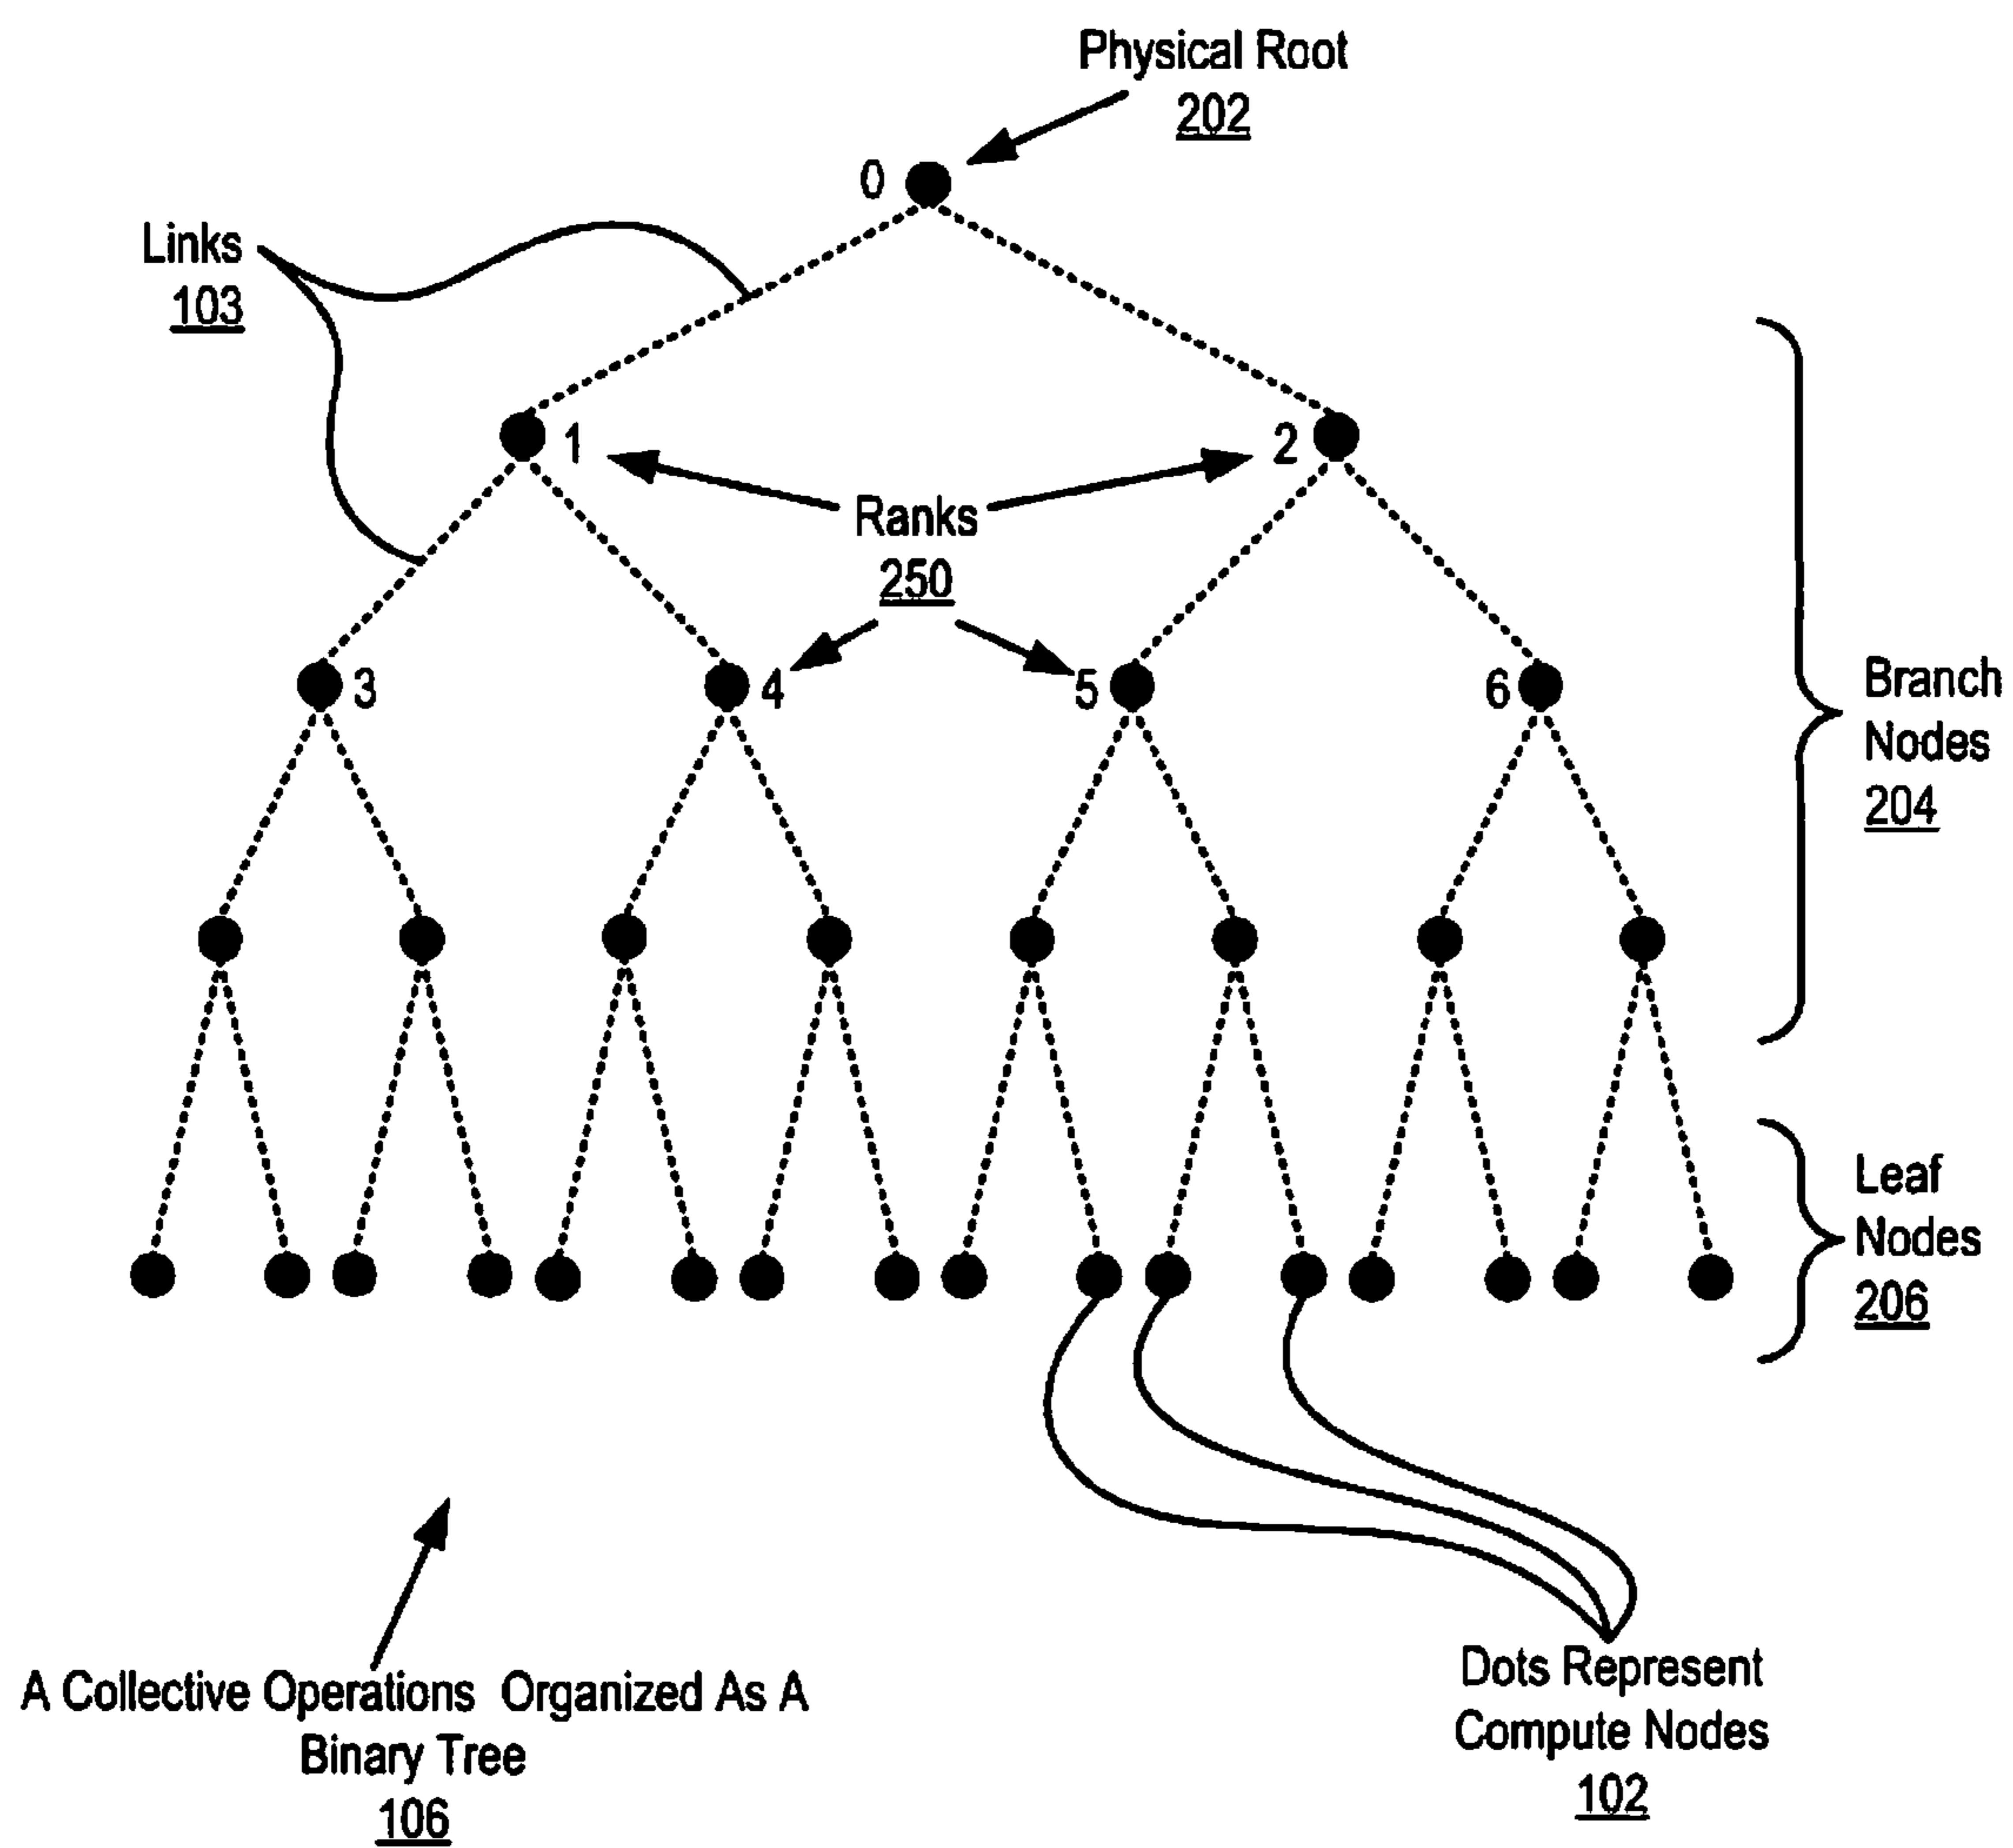 Physical Root
202
0
Links
103
1
2
Ranks
250
3
4
5
6
Branch
Nodes
204
Leaf
Nodes
206
A Collective Operations Organized As A
Binary Tree
106
Dots Represent
Compute Nodes
102